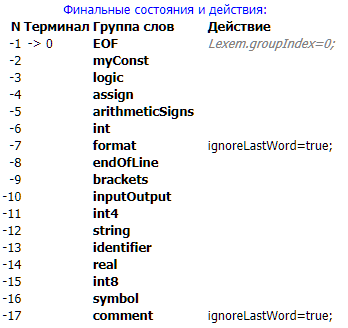 Финальные состояния и действия:
N Терминал Группа слов Действие
-1 -> 0 EOF Lexem.groupIndex=0;
-2 myConst
-3 logic
-4 assign
-5 arithmeticSigns
-6 int
-7 format ignoreLastWord=true;
-8 endOfLine
-9 brackets
-10 inputOutput
-11 int4
-12 string
-13 identifier
-14 real
-15 int8
-16 symbol
-17 comment ignoreLastWord=true;